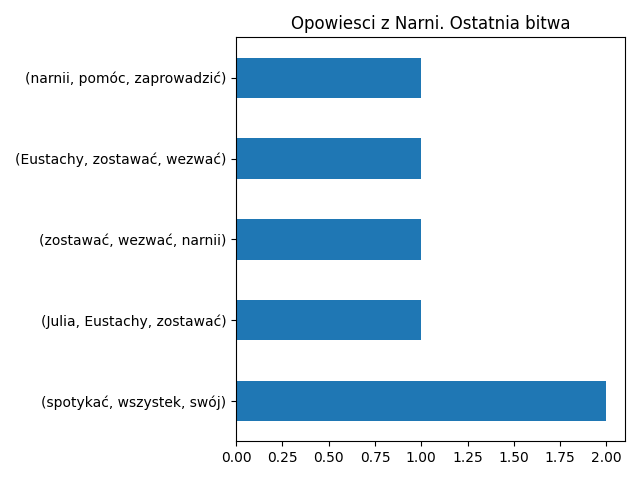 Opowiesci z Narni. Ostatnia bitwa
(narnii, pomóc, zaprowadzić)
(Eustachy, zostawać, wezwać)
(zostawać, wezwać, narnii)
(Julia, Eustachy, zostawać)
(spotykać, wszystek, swój)
0.00 0.25 0.50 0.75 1.00 1.25 1.50 1.75 2.00